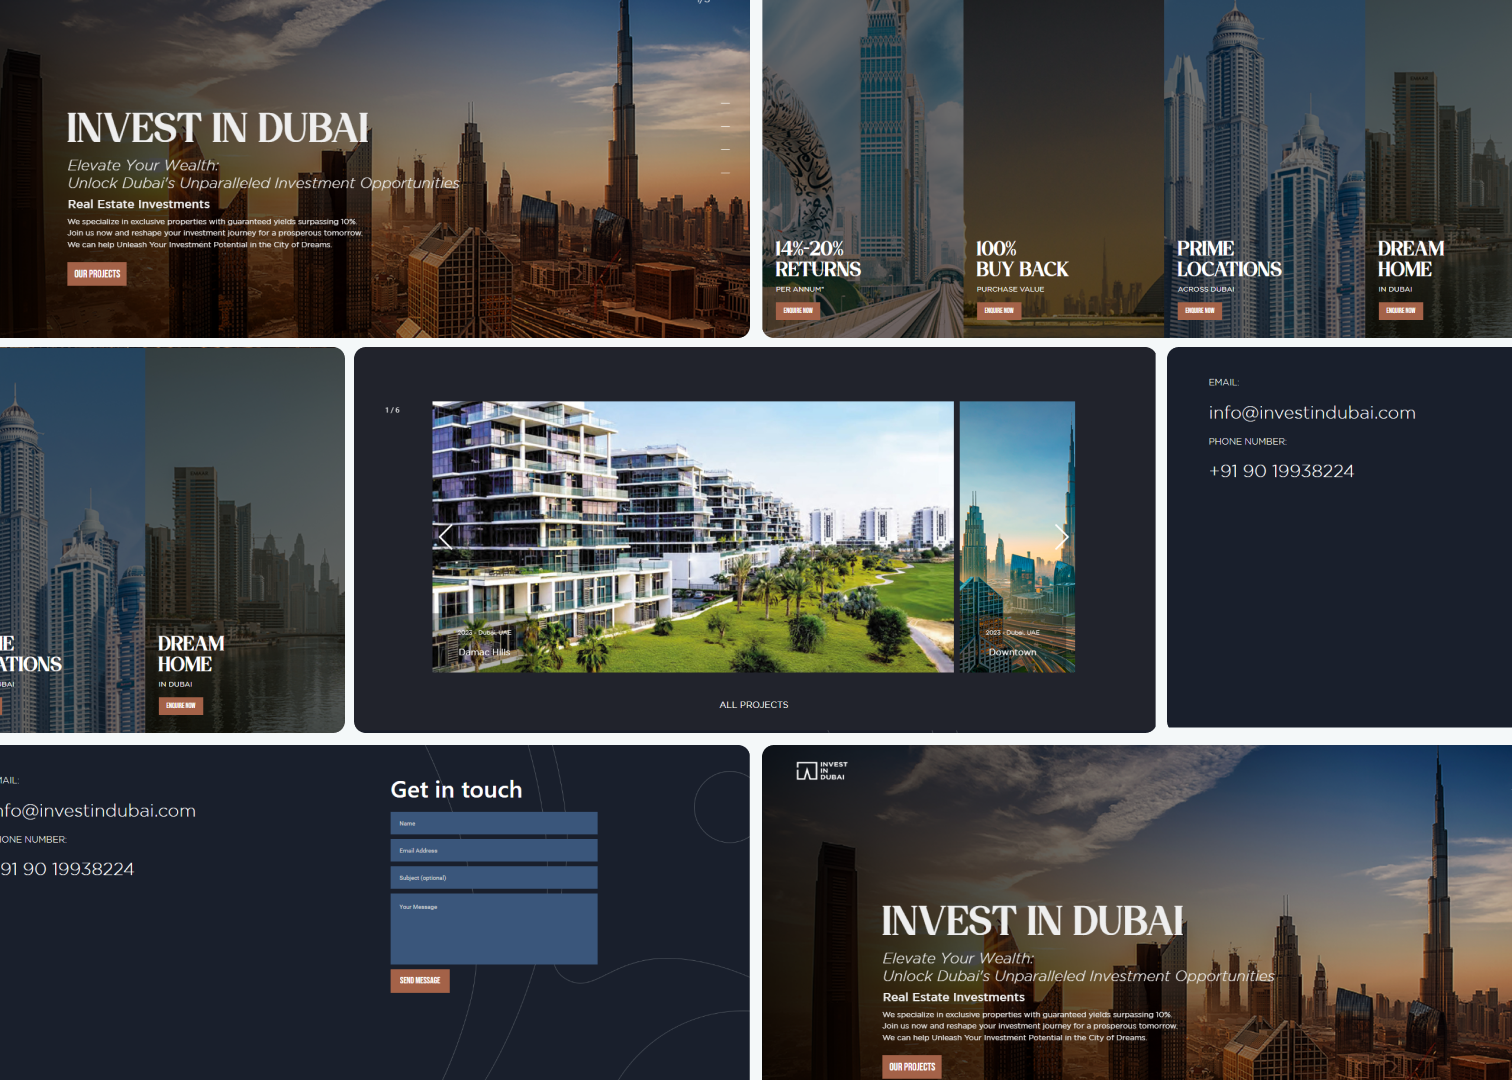 INVEST IN DUBAI
Elevate Your Wealth:
Unlock Dubai's Unparalleled Investment Opportunities
Real Estate Investments
We specialize in exclusive properties with guaranteed yields surpassing 10%.
Join us now and reshape your investment journey for a prosperous tomorrow.
We can help Unleash Your Investment Potential in the City of Dreams.
OUR PROJECTS
14%-20%
RETURNS
PER ANNUM*
ENQUIRE NOW
100%
BUY BACK
PURCHASE VALUE
ENQUIRE NOW
PRIME
LOCATIONS
ACROSS DUBAI
ENQUIRE NOW
DREAM
HOME
IN DUBAI
ENQUIRE NOW
E
ATIONS
BAI
DREAM
HOME
IN DUBAI
ENQUIRE NOW
1 / 6
2023 - Dubai, UAE
Damac Hills
2023 - Dubai, UAE
Downtown
ALL PROJECTS
EMAIL:
info@investindubai.com
PHONE NUMBER:
+91 90 19938224
MAIL:
nfo@investindubai.com
ONE NUMBER:
91 90 19938224
Get in touch
Name
Email Address
Subject (optional)
Your Message
SEND MESSAGE
INVEST
IN
DUBAI
INVEST IN DUBAI
Elevate Your Wealth:
Unlock Dubai's Unparalleled Investment Opportunities
Real Estate Investments
We specialize in exclusive properties with guaranteed yields surpassing 10%.
Join us now and reshape your investment journey for a prosperous tomorrow.
We can help Unleash Your Investment Potential in the City of Dreams.
OUR PROJECTS